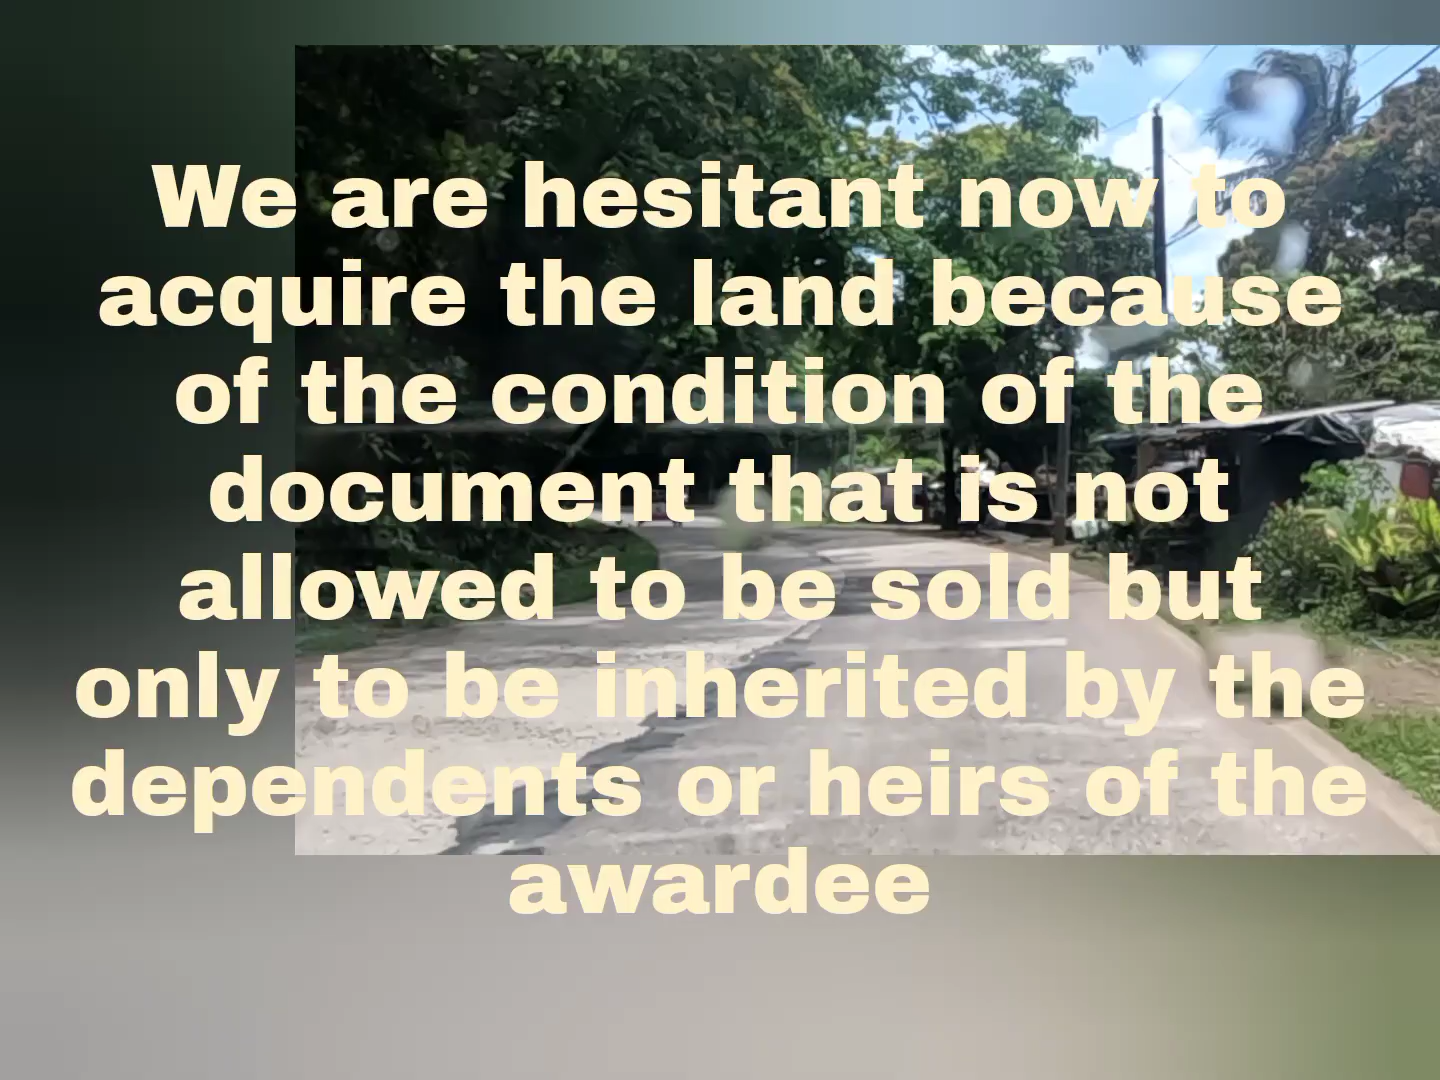 We are hesitant now to
acquire the land because
of the condition of the
document that is not
allowed to be sold but
only to be inherited by the
dependents or heirs of the
awardee